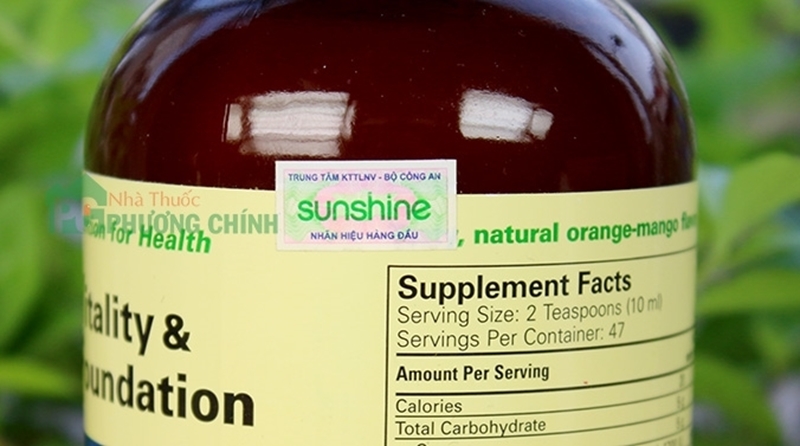 TRUNG TÂM KTTLNV - BỘ CÔNG AN
sunshine
NHÃN HIỆU HÀNG ĐẦU
Nhà Thuốc
PHƯƠNG CHÍNH
for Health
natural orange-mango
Vitality &
Foundation
Supplement Facts
Serving Size: 2 Teaspoons (10 ml)
Servings Per Container: 47
Amount Per Serving
Calories
Total Carbohydrate